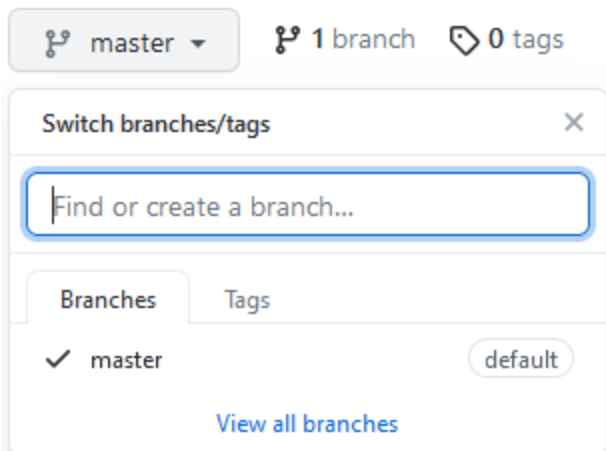 master 1 branch 0 tags
Switch branches/tags
Find or create a branch...
Branches Tags
master default
View all branches